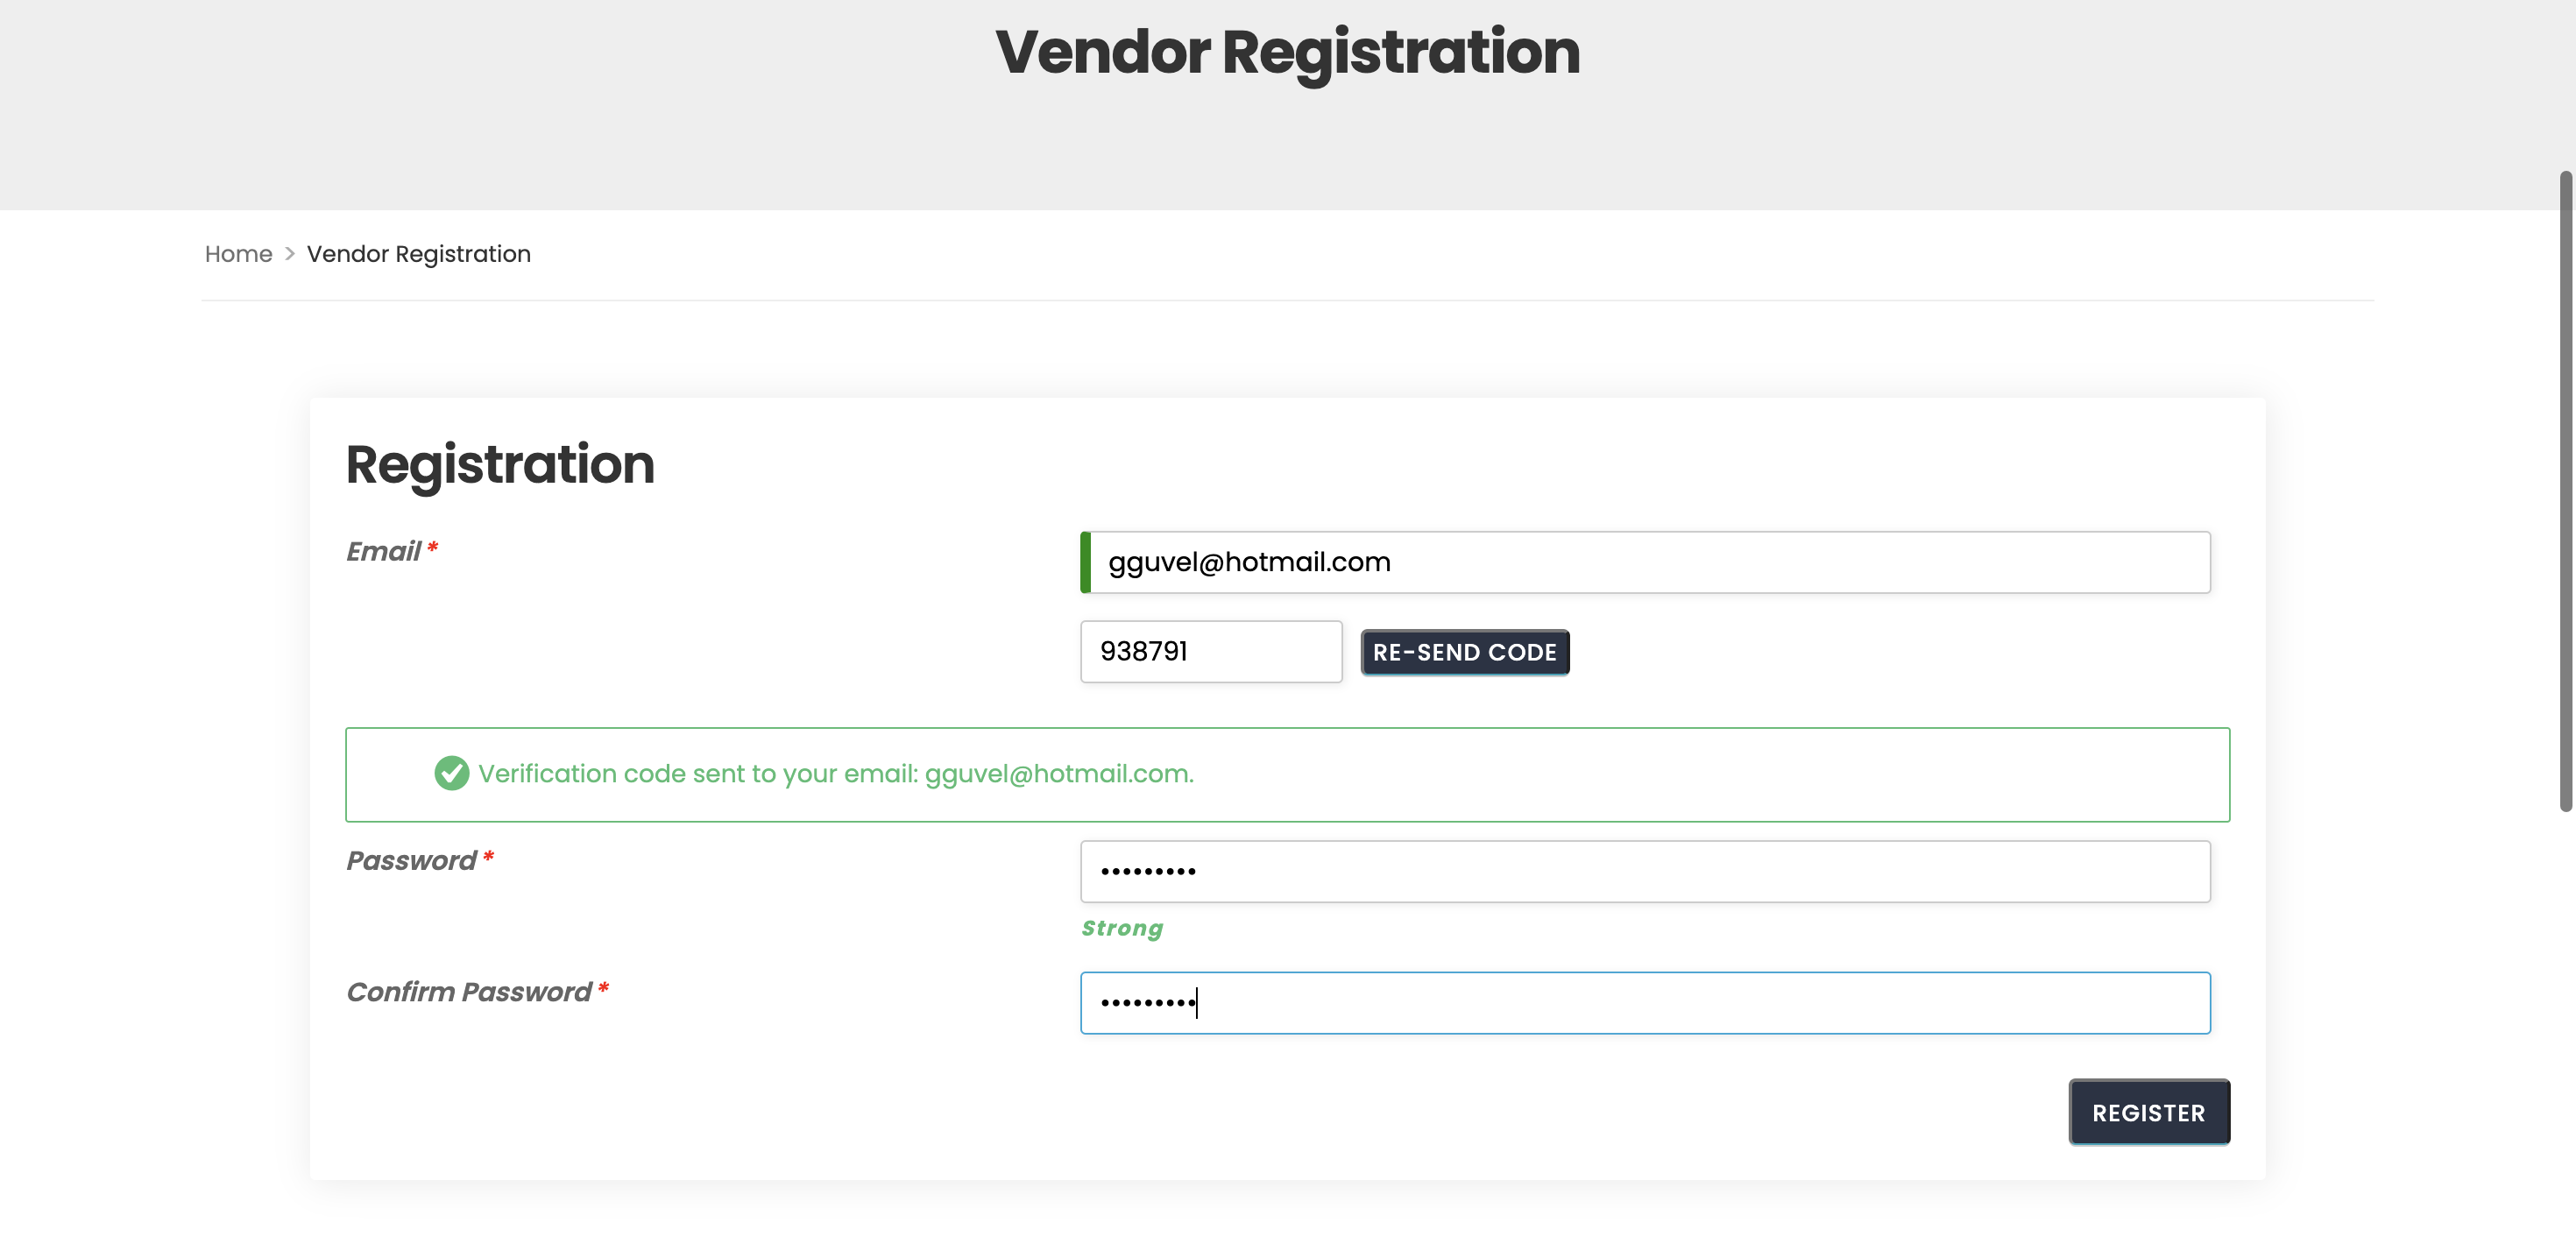 Vendor Registration
Home > Vendor Registration
Registration
Email *
gguvel@hotmail.com
938791
RE-SEND CODE
Verification code sent to your email: gguvel@hotmail.com.
Password *
•••••••••
Strong
Confirm Password *
•••••••••
REGISTER